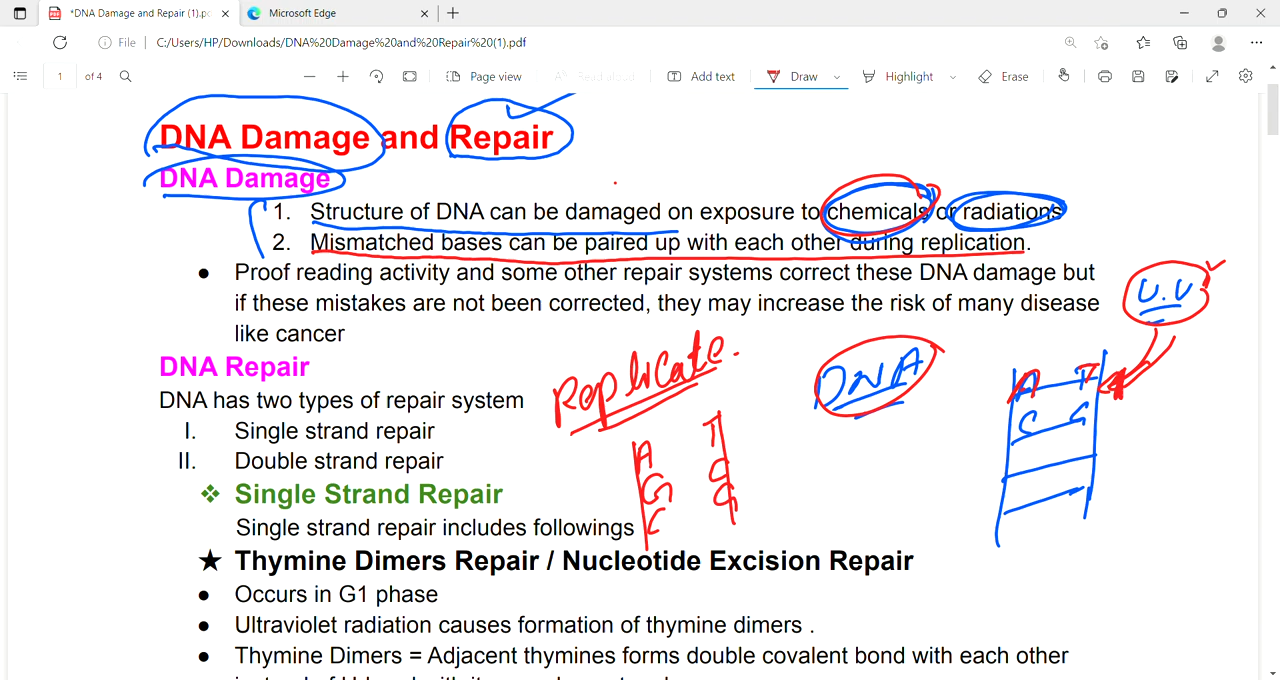 *DNA Damage and Repair (1).pd
Microsoft Edge
File
C:/Users/HP/Downloads/DNA%20Damage%20and%20Repair%20(1).pdf
1 of 4
Page view
Read aloud
Add text
Draw
Highlight
Erase
DNA Damage and Repair
DNA Damage
1. Structure of DNA can be damaged on exposure to chemicals or radiations
2. Mismatched bases can be paired up with each other during replication.
● Proof reading activity and some other repair systems correct these DNA damage but
if these mistakes are not been corrected, they may increase the risk of many disease
like cancer
U.V
DNA Repair
Replicate.
DNA
A T
C G
DNA has two types of repair system
I. Single strand repair
II. Double strand repair
A T
G C
C G
❖ Single Strand Repair
Single strand repair includes followings
★ Thymine Dimers Repair / Nucleotide Excision Repair
● Occurs in G1 phase
● Ultraviolet radiation causes formation of thymine dimers .
● Thymine Dimers = Adjacent thymines forms double covalent bond with each other